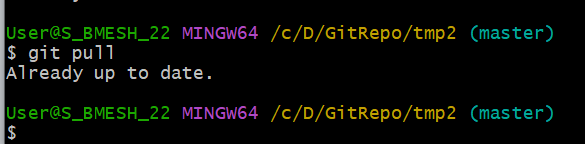 User@S_BMESH_22 MINGW64 /c/D/GitRepo/tmp2 (master)
$ git pull
Already up to date.
User@S_BMESH_22 MINGW64 /c/D/GitRepo/tmp2 (master)
$